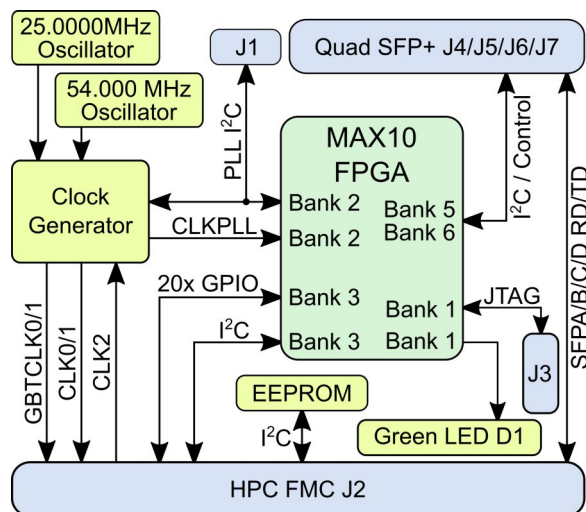 25.0000MHz
Oscillator
J1
Quad SFP+ J4/J5/J6/J7
54.000 MHz
Oscillator
PLL I²C
I²C / Control
MAX10
FPGA
Clock
Generator
Bank 2
Bank 5
Bank 6
CLKPLL
Bank 2
20x GPIO
Bank 3
Bank 1
JTAG
I²C
Bank 3
Bank 1
J3
GBTCLK0/1
CLK0/1
CLK2
SFPA/B/C/D RD/TD
EEPROM
I²C
Green LED D1
HPC FMC J2